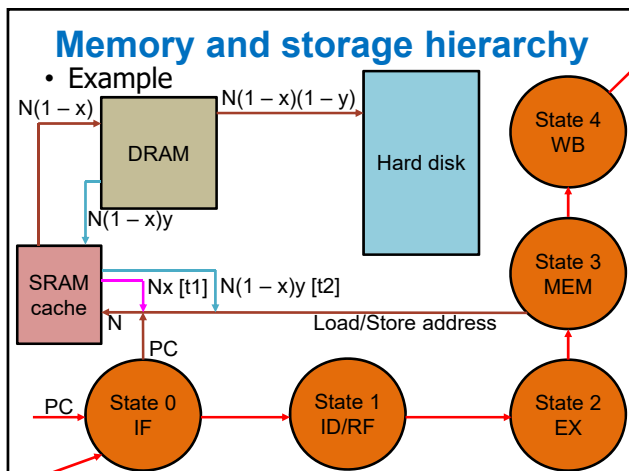 Memory and storage hierarchy
• Example
N(1 – x)
N(1 – x)(1 – y)
DRAM
Hard disk
State 4
WB
N(1 – x)y
SRAM
cache
Nx [t1]
N(1 – x)y [t2]
State 3
MEM
N
Load/Store address
PC
PC
State 0
IF
State 1
ID/RF
State 2
EX